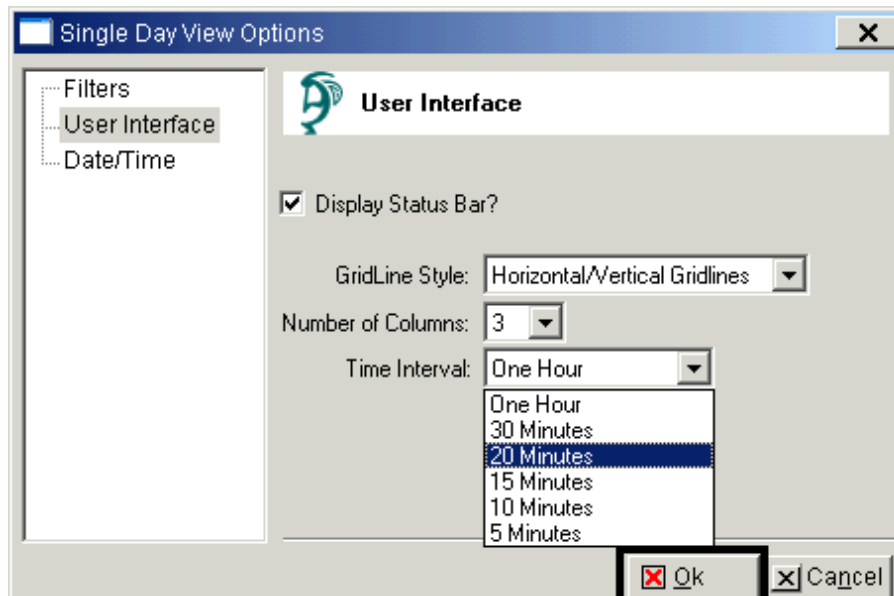 Single Day View Options
Filters
User Interface
Date/Time
User Interface
Display Status Bar?
GridLine Style: Horizontal/Vertical Gridlines
Number of Columns: 3
Time Interval: One Hour
One Hour
30 Minutes
20 Minutes
15 Minutes
10 Minutes
5 Minutes
Ok
Cancel